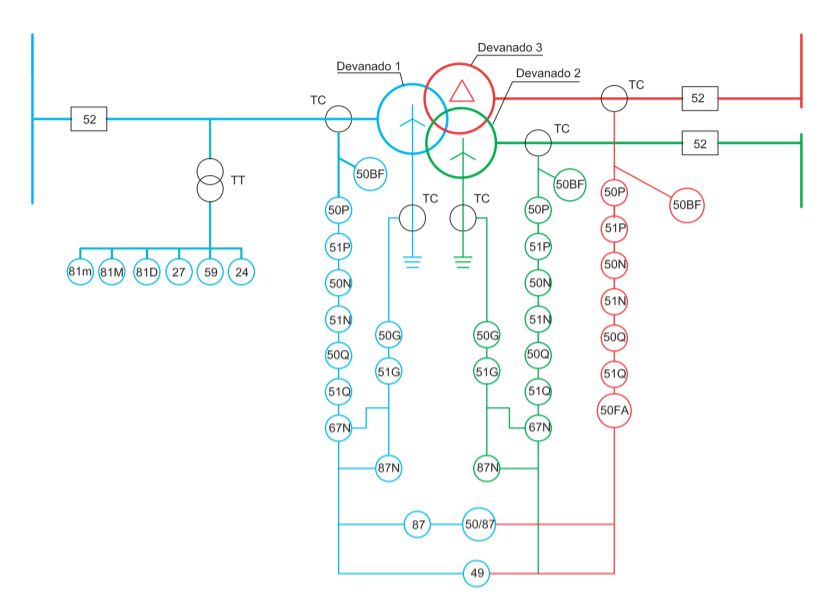 Devanado 3
Devanado 1
Devanado 2
TC
TC
52
52
TC
52
TT
50BF
50BF
50BF
TC
TC
81m
81M
81D
27
59
24
50P
51P
50N
51N
50Q
51Q
67N
50G
51G
87N
50G
51G
87N
50P
51P
50N
51N
50Q
51Q
67N
50P
51P
50N
51N
50Q
51Q
50FA
87
50/87
49